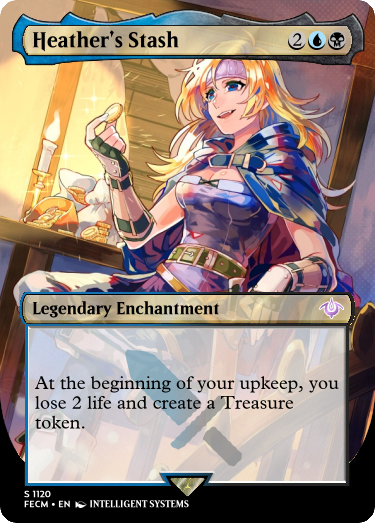 Heather's Stash 2
Legendary Enchantment
At the beginning of your upkeep, you
lose 2 life and create a Treasure
token.
S 1120
FECM • EN INTELLIGENT SYSTEMS